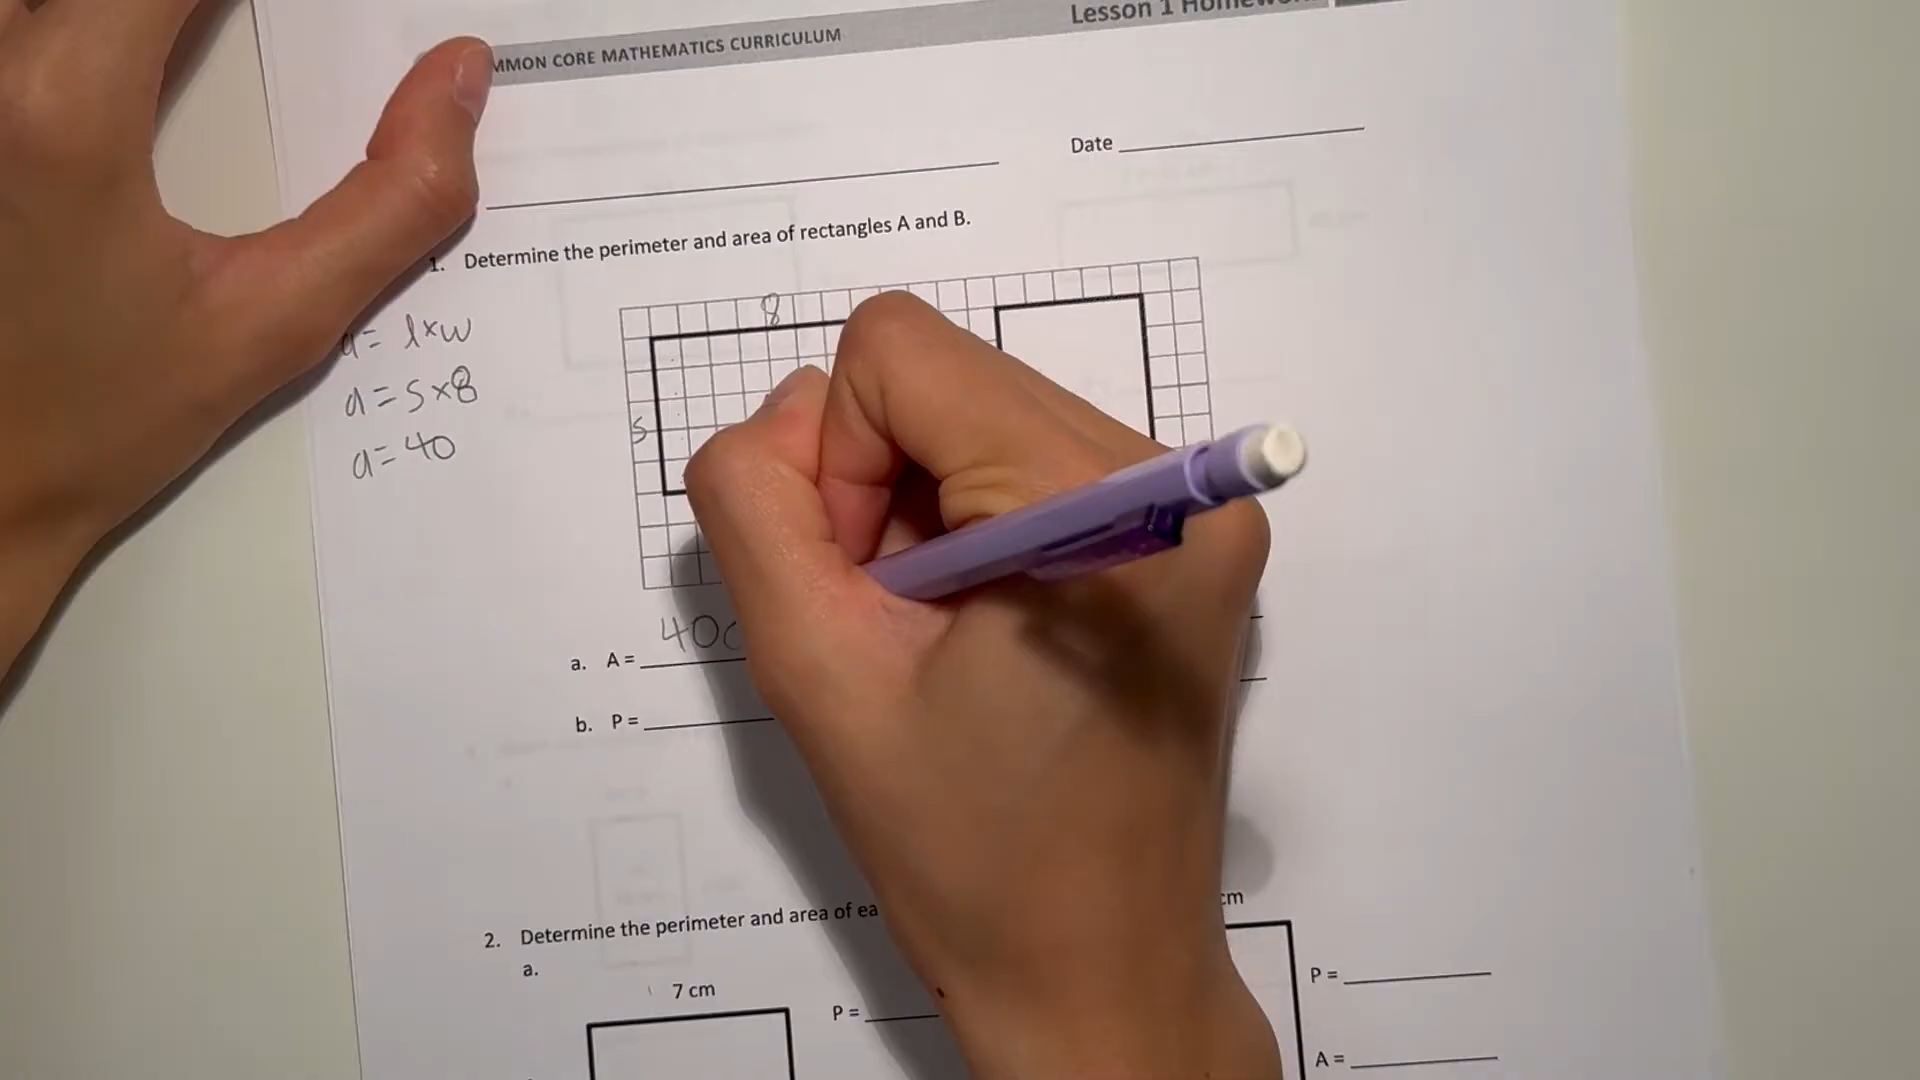 MMON CORE MATHEMATICS CURRICULUM
Lesson 1
Date
1. Determine the perimeter and area of rectangles A and B.
8
a = l x w
a = 5 x 8
5
a = 40
a. A = 40
b. P =
2. Determine the perimeter and area of ea
cm
a.
7 cm
P =
P =
A =